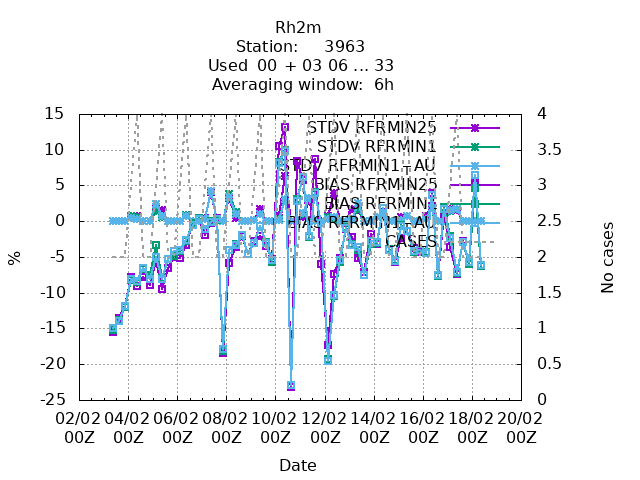 Rh2m
Station: 3963
Used 00 + 03 06 ... 33
Averaging window: 6h
15
10
5
0
-5
-10
-15
-20
-25
%
4
3.5
3
2.5
2
1.5
1
0.5
0
No cases
STDV RFRMIN25
STDV RFRMIN1
STDV RFRMIN1_AU
BIAS RFRMIN25
BIAS RFRMIN1
BIAS RFRMIN1_AU
CASES
02/02 04/02 06/02 08/02 10/02 12/02 14/02 16/02 18/02 20/02
00Z 00Z 00Z 00Z 00Z 00Z 00Z 00Z 00Z 00Z
Date